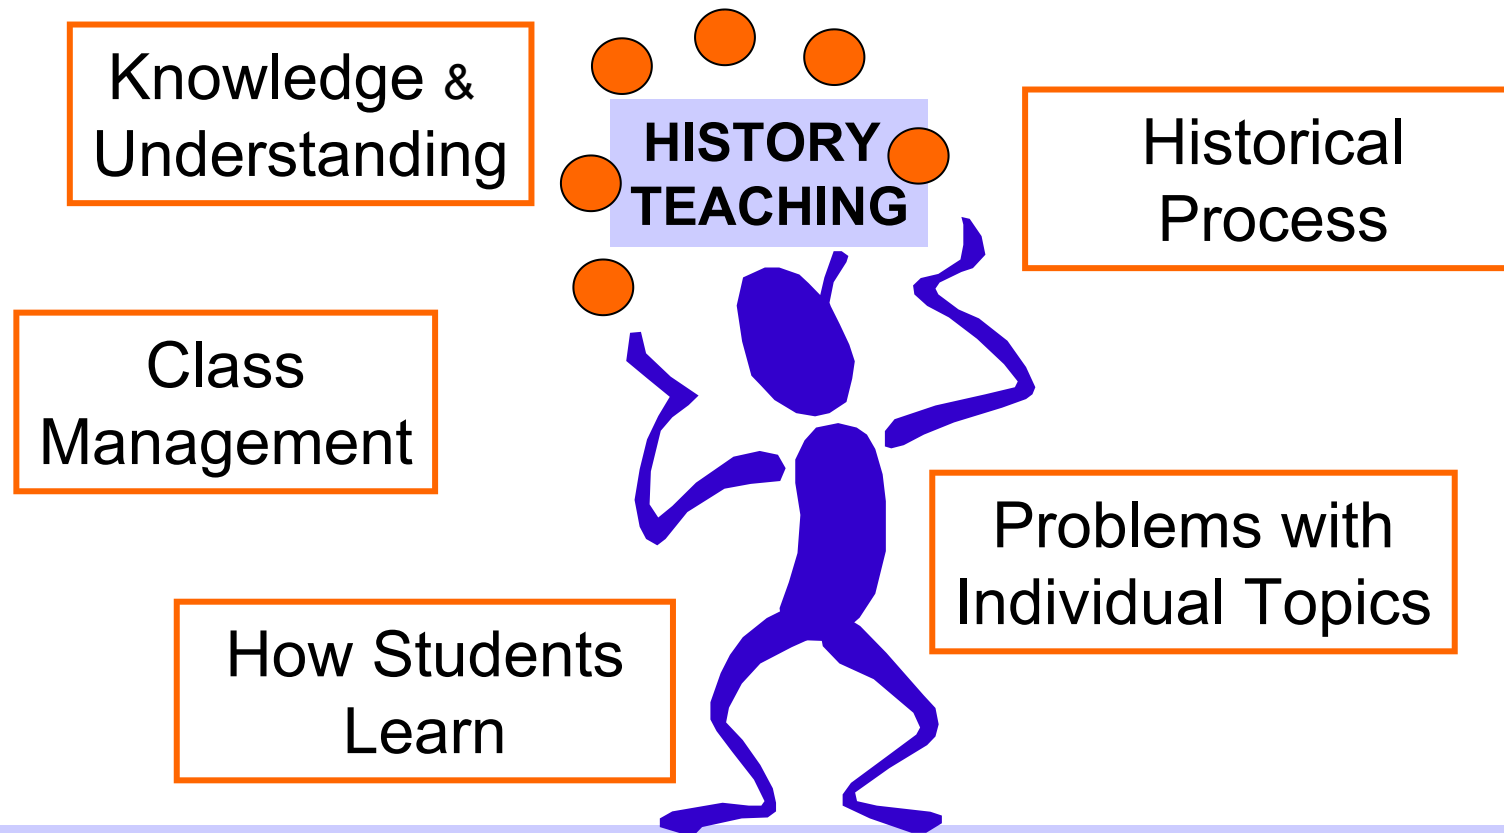 Knowledge &
Understanding
HISTORY
TEACHING
Historical
Process
Class
Management
Problems with
Individual Topics
How Students
Learn